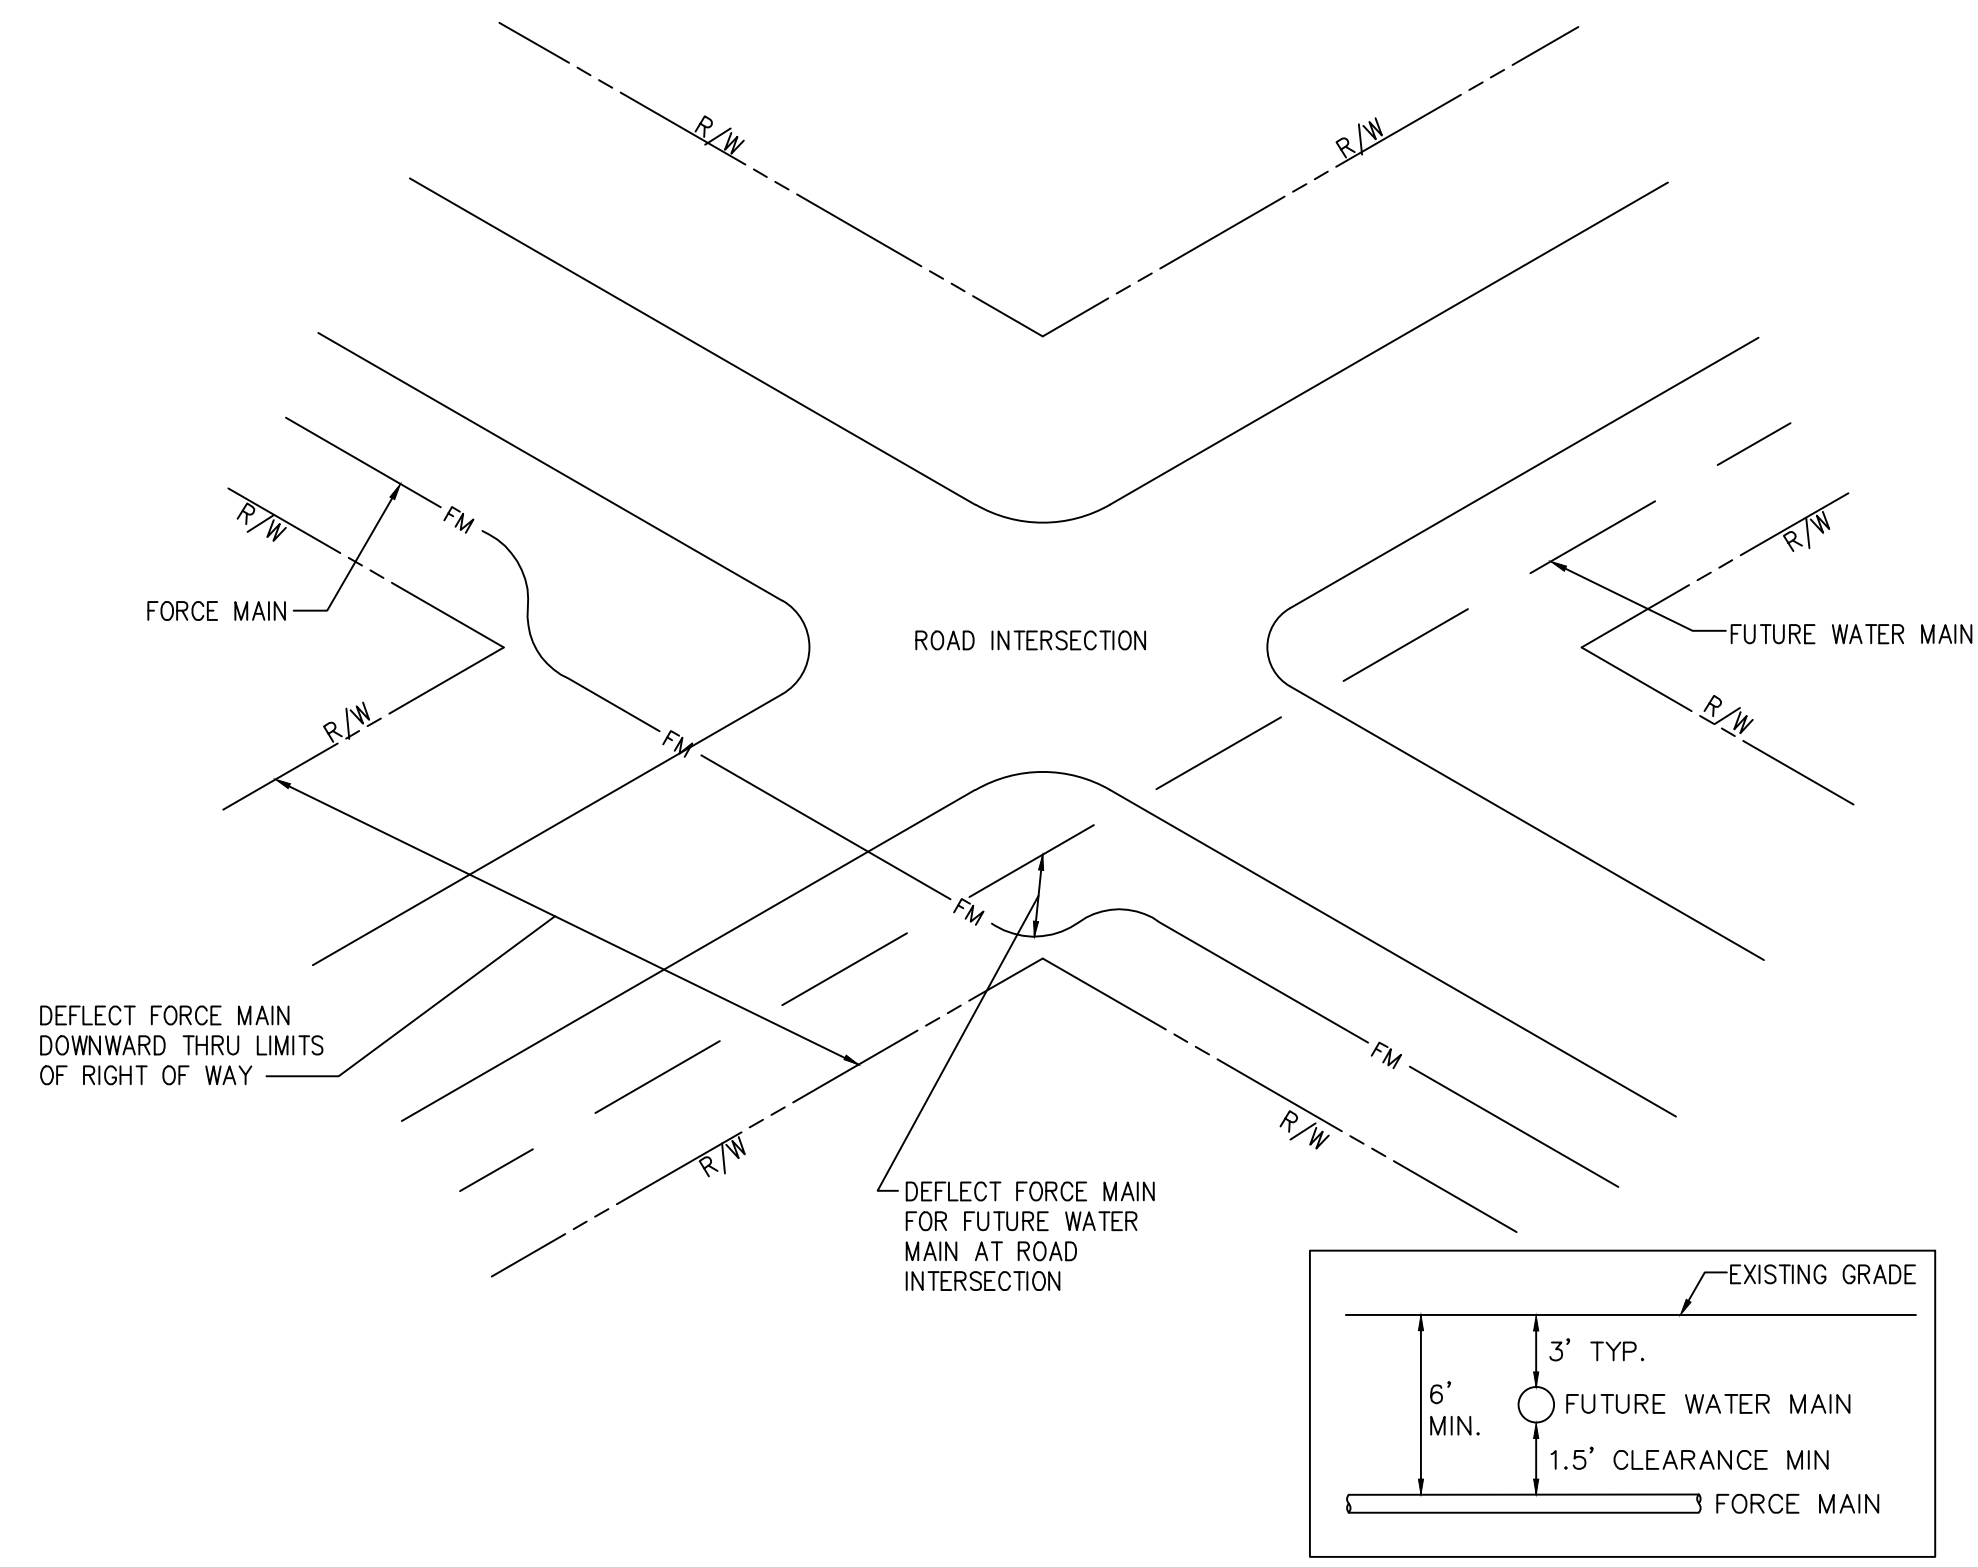 R/W
R/W
R/W
FM
R/W
FORCE MAIN
ROAD INTERSECTION
FUTURE WATER MAIN
R/W
R/W
FM
FM
DEFLECT FORCE MAIN
DOWNWARD THRU LIMITS
OF RIGHT OF WAY
FM
R/W
R/W
DEFLECT FORCE MAIN
FOR FUTURE WATER
MAIN AT ROAD
INTERSECTION
EXISTING GRADE
3' TYP.
6'
MIN.
FUTURE WATER MAIN
1.5' CLEARANCE MIN
FORCE MAIN